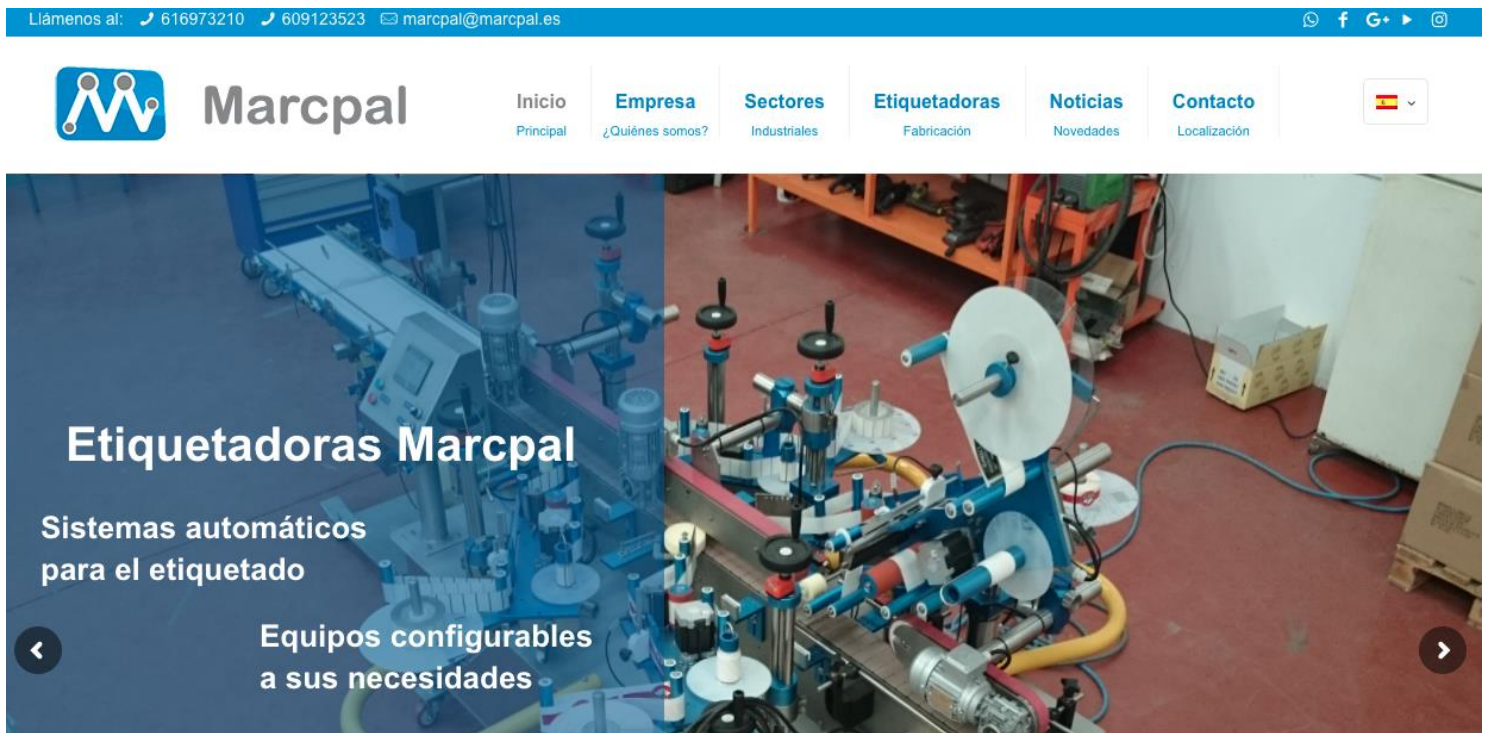 Llámenos al: 616973210 609123523 marcpal@marcpal.es
Marcpal
Inicio Empresa Sectores Etiquetadoras Noticias Contacto
Principal ¿Quiénes somos? Industriales Fabricación Novedades Localización
Etiquetadoras Marcpal
Sistemas automáticos
para el etiquetado
Equipos configurables
a sus necesidades